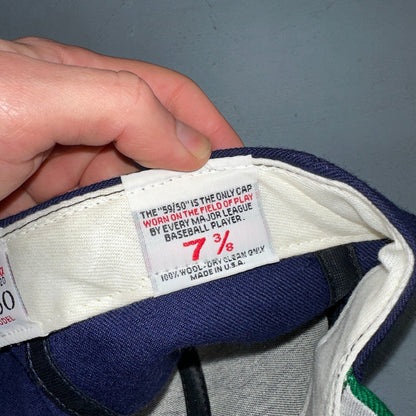 THE "59/50" IS THE ONLY CAP
WORN ON THE FIELD OF PLAY
BY EVERY MAJOR LEAGUE
BASEBALL PLAYER.
7 3/8
100% WOOL-DRY CLEAN ONLY
MADE IN U.S.A.